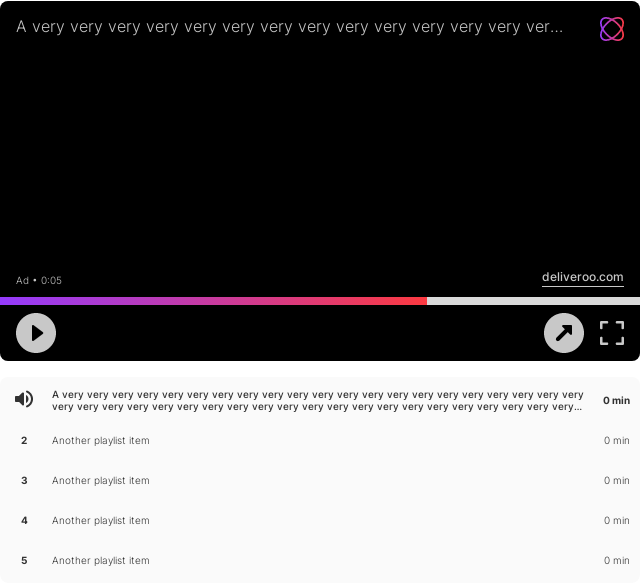 A very very very very very very very very very very very very very ver...
Ad • 0:05
deliveroo.com
A very very very very very very very very very very very very very very very very very very very very very
very very very very very very very very very very very very very very very very very very very very very...
0 min
2 Another playlist item 0 min
3 Another playlist item 0 min
4 Another playlist item 0 min
5 Another playlist item 0 min